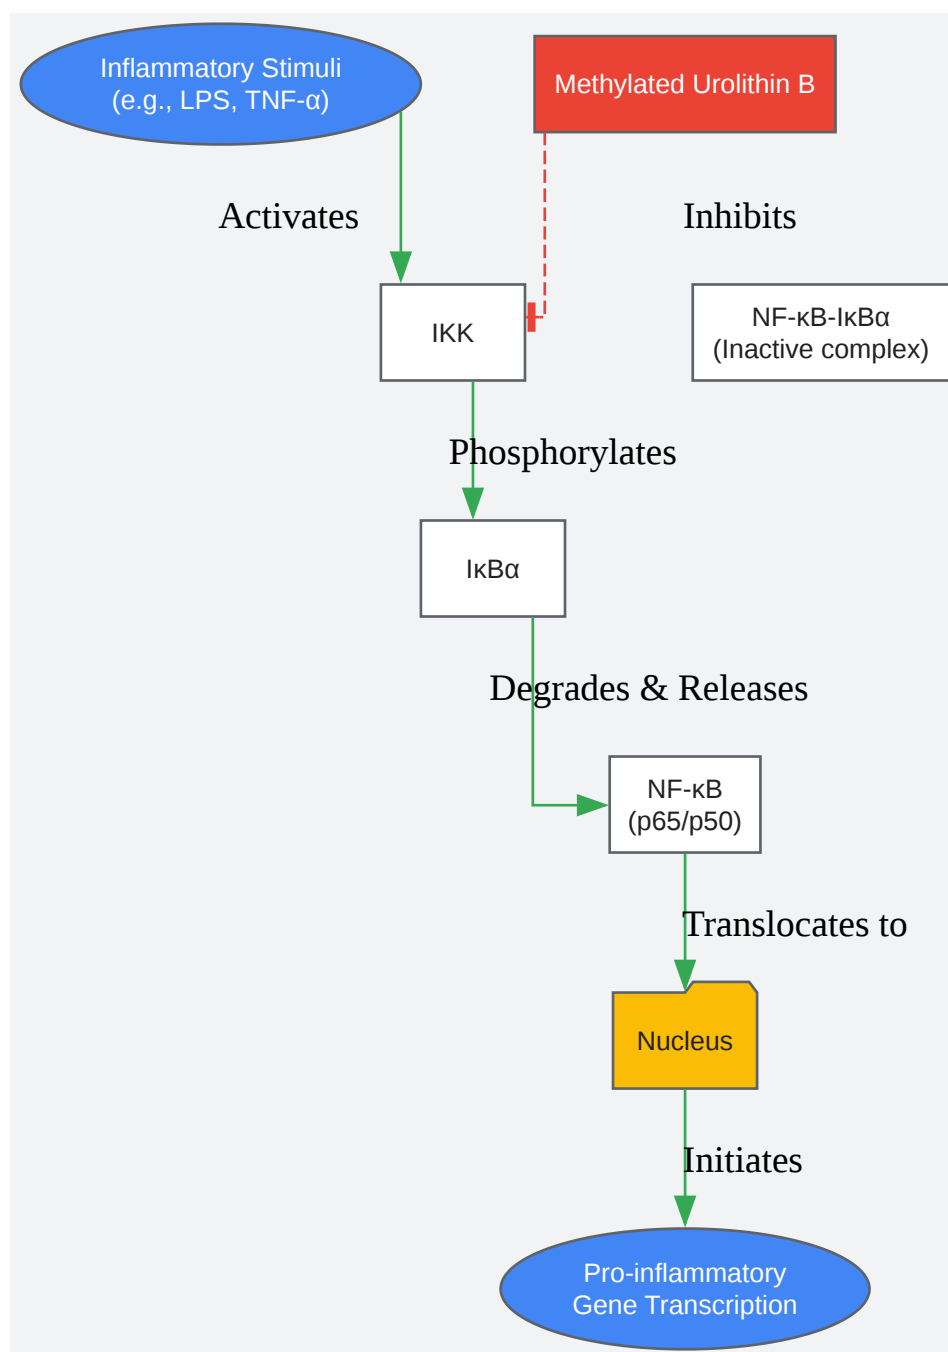 Inflammatory Stimuli
(e.g., LPS, TNF-α)
Methylated Urolithin B
Activates
Inhibits
IKK
NF-κB-IκBα
(Inactive complex)
Phosphorylates
IκBα
Degrades & Releases
NF-κB
(p65/p50)
Translocates to
Nucleus
Initiates
Pro-inflammatory
Gene Transcription